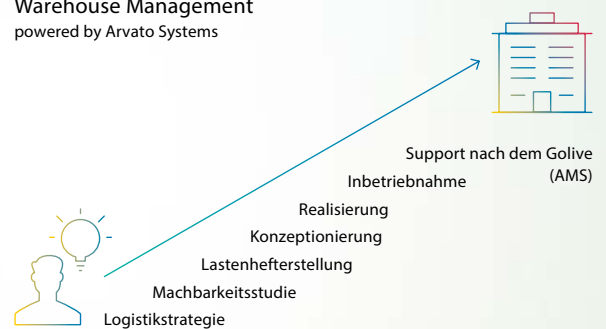 Warehouse Management
powered by Arvato Systems
Support nach dem Golive
(AMS)
Inbetriebnahme
Realisierung
Konzeptionierung
Lastenhefterstellung
Machbarkeitsstudie
Logistikstrategie